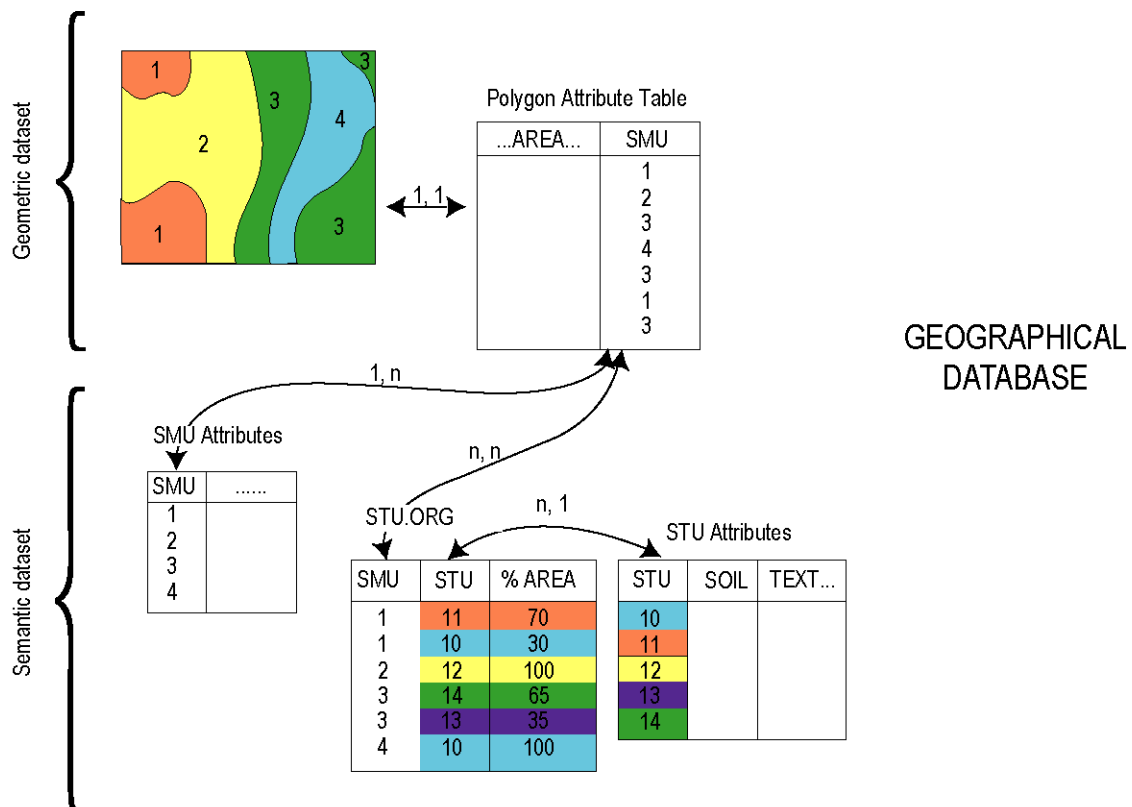 Geometric dataset
1
3
3
4
2
1
3
Polygon Attribute Table
...AREA... SMU
1
2
3
4
3
1
3
1, 1
GEOGRAPHICAL
DATABASE
Semantic dataset
1, n
SMU Attributes
SMU ......
1
2
3
4
n, n
STU.ORG
n, 1
STU Attributes
SMU STU % AREA
1 11 70
1 10 30
2 12 100
3 14 65
3 13 35
4 10 100
STU SOIL TEXT...
10
11
12
13
14